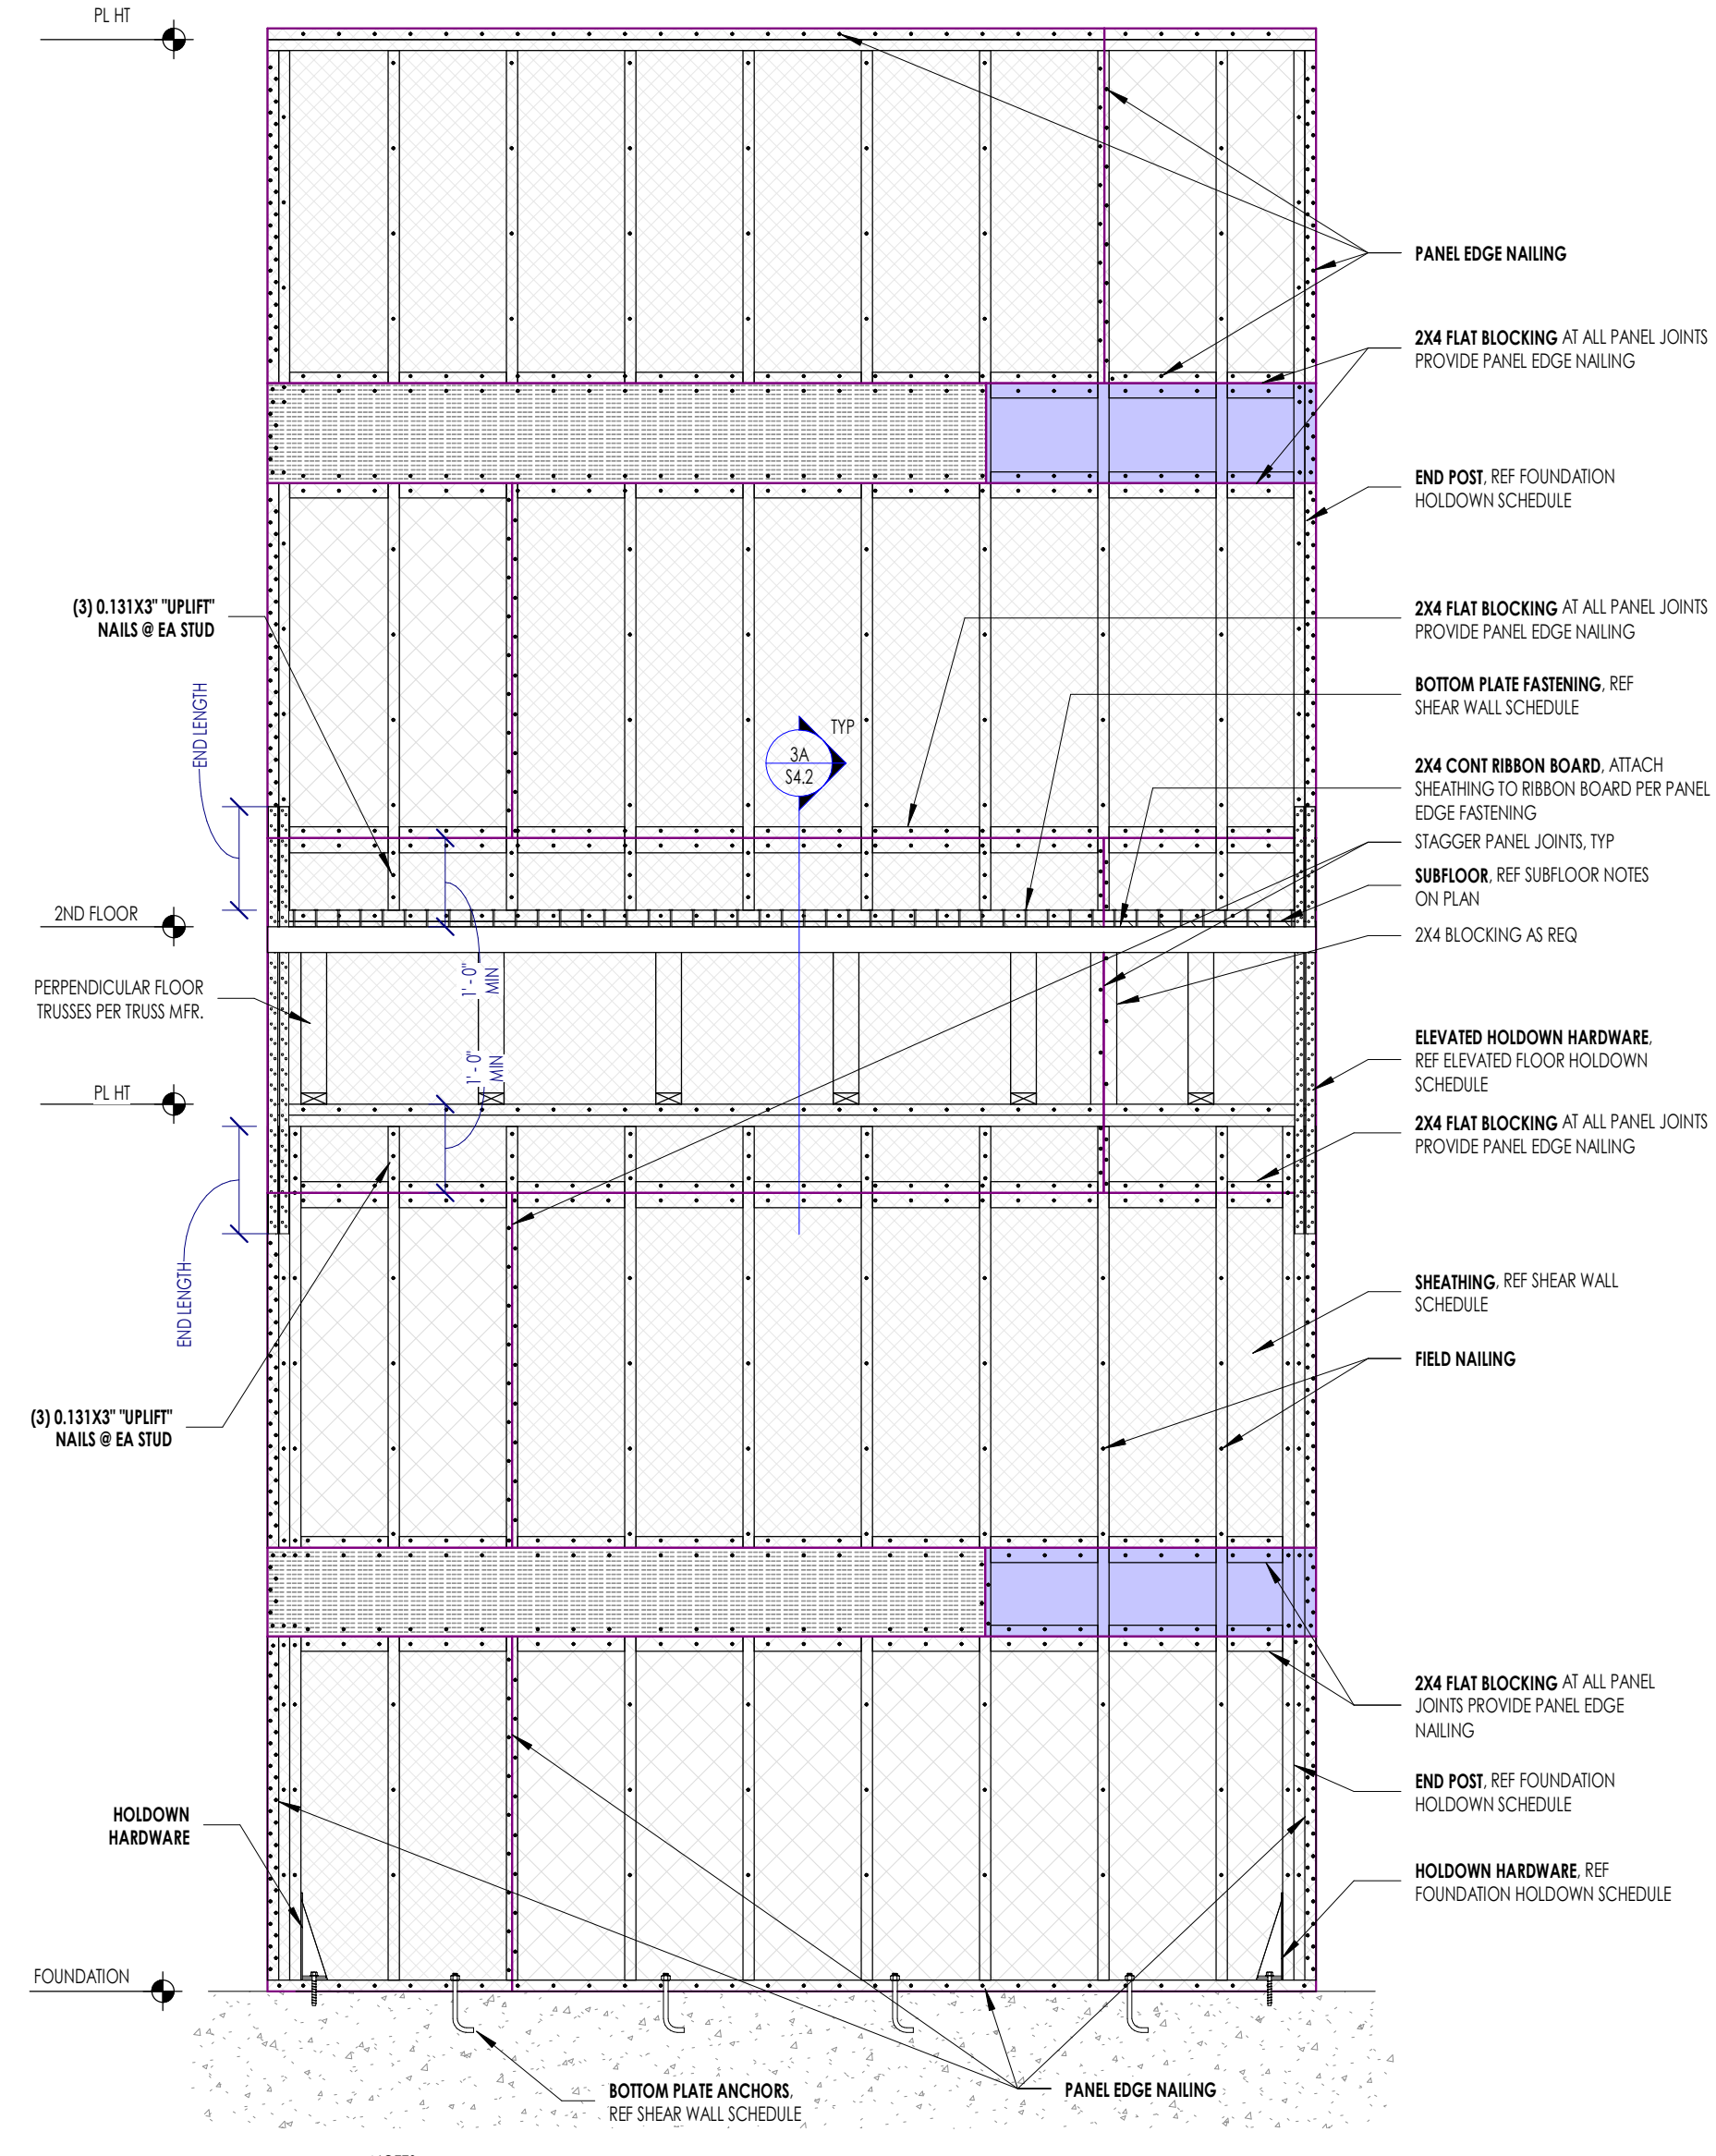 PL HT
PANEL EDGE NAILING
2X4 FLAT BLOCKING AT ALL PANEL JOINTS
PROVIDE PANEL EDGE NAILING
END POST, REF FOUNDATION
HOLDOWN SCHEDULE
(3) 0.131X3" "UPLIFT"
NAILS @ EA STUD
2X4 FLAT BLOCKING AT ALL PANEL JOINTS
PROVIDE PANEL EDGE NAILING
END LENGTH
BOTTOM PLATE FASTENING, REF
SHEAR WALL SCHEDULE
TYP
3A
S4.2
2X4 CONT RIBBON BOARD, ATTACH
SHEATHING TO RIBBON BOARD PER PANEL
EDGE FASTENING
STAGGER PANEL JOINTS, TYP
SUBFLOOR, REF SUBFLOOR NOTES
ON PLAN
2ND FLOOR
2X4 BLOCKING AS REQ
1' - 0"
MIN
PERPENDICULAR FLOOR
TRUSSES PER TRUSS MFR.
1' - 0"
MIN
ELEVATED HOLDOWN HARDWARE,
REF ELEVATED FLOOR HOLDOWN
SCHEDULE
PL HT
2X4 FLAT BLOCKING AT ALL PANEL JOINTS
PROVIDE PANEL EDGE NAILING
END LENGTH
SHEATHING, REF SHEAR WALL
SCHEDULE
FIELD NAILING
(3) 0.131X3" "UPLIFT"
NAILS @ EA STUD
2X4 FLAT BLOCKING AT ALL PANEL
JOINTS PROVIDE PANEL EDGE
NAILING
END POST, REF FOUNDATION
HOLDOWN SCHEDULE
HOLDOWN
HARDWARE
HOLDOWN HARDWARE, REF
FOUNDATION HOLDOWN SCHEDULE
FOUNDATION
BOTTOM PLATE ANCHORS,
REF SHEAR WALL SCHEDULE
PANEL EDGE NAILING